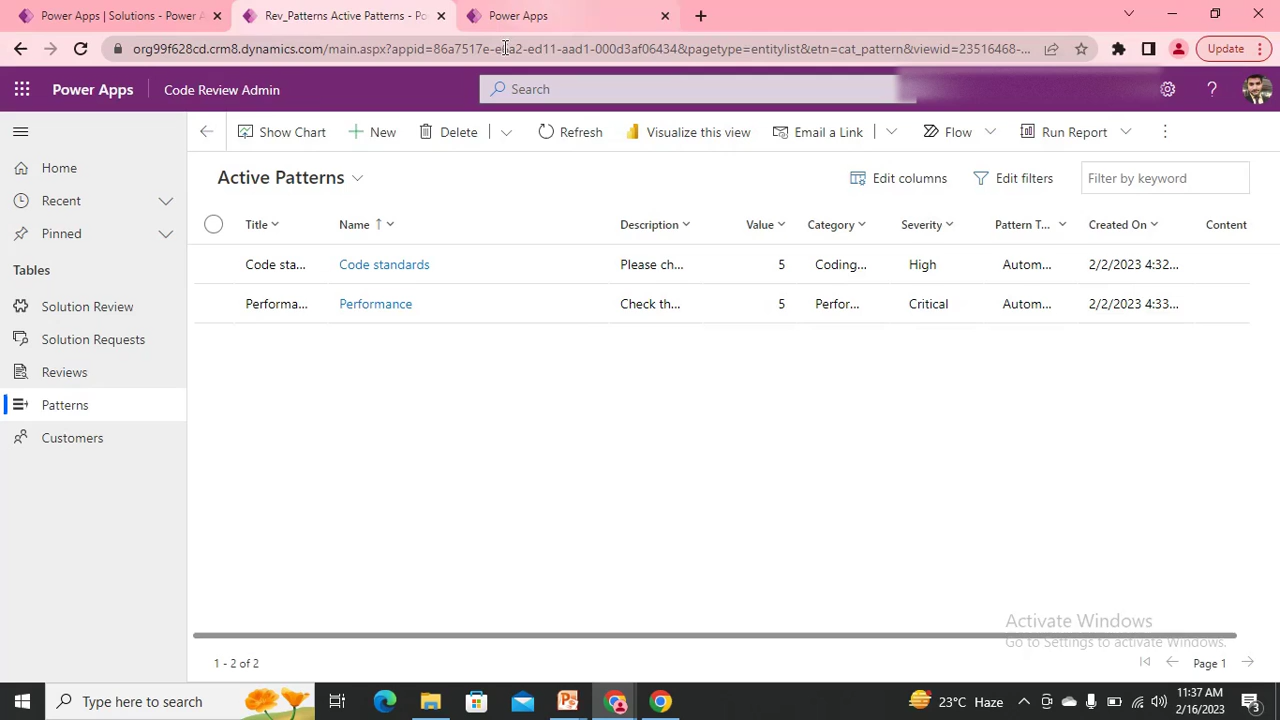 Power Apps | Solutions - Power A
Rev_Patterns Active Patterns - Po
Power Apps
org99f628cd.crm8.dynamics.com/main.aspx?appid=86a7517e-e5a2-ed11-aad1-000d3af06434&pagetype=entitylist&etn=cat_pattern&viewid=23516468-...
Update
Power Apps
Code Review Admin
Search
Show Chart
New
Delete
Refresh
Visualize this view
Email a Link
Flow
Run Report
Home
Recent
Pinned
Tables
Solution Review
Solution Requests
Reviews
Patterns
Customers
Active Patterns
Edit columns
Edit filters
Filter by keyword
Title Name ↑ Description Value Category Severity Pattern T... Created On Content
Code sta... Code standards Please ch... 5 Coding... High Autom... 2/2/2023 4:32...
Performa... Performance Check th... 5 Perfor... Critical Autom... 2/2/2023 4:33...
Activate Windows
Go to Settings to activate Windows.
1 - 2 of 2
Page 1
Type here to search
23°C Haze
11:37 AM
2/16/2023
3